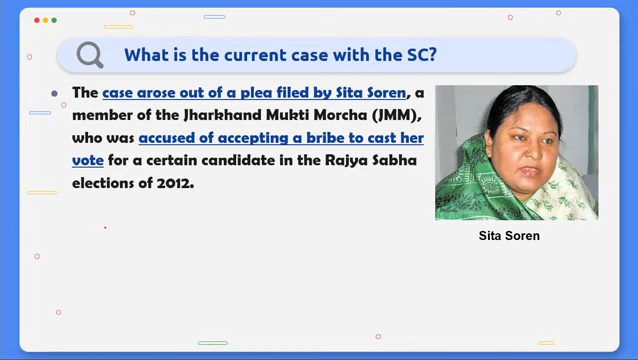 What is the current case with the SC?
The case arose out of a plea filed by Sita Soren, a
member of the Jharkhand Mukti Morcha (JMM),
who was accused of accepting a bribe to cast her
vote for a certain candidate in the Rajya Sabha
elections of 2012.
Sita Soren